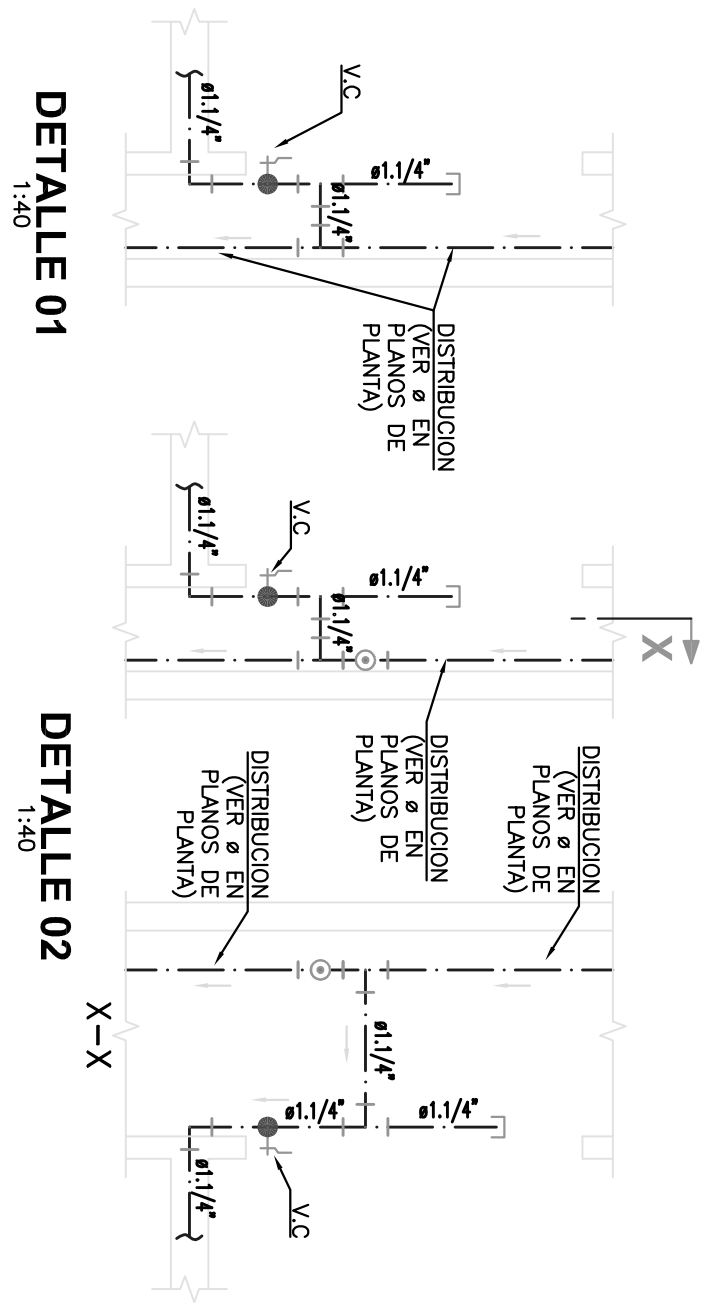 V.C
ø1.1/4"
ø1.1/4"
ø1.1/4"
DISTRIBUCION
(VER ø EN
PLANOS DE
PLANTA)
DETALLE 01
1:40
X
V.C
ø1.1/4"
ø1.1/4"
ø1.1/4"
DISTRIBUCION
(VER ø EN
PLANOS DE
PLANTA)
DISTRIBUCION
(VER ø EN
PLANOS DE
PLANTA)
DISTRIBUCION
(VER ø EN
PLANOS DE
PLANTA)
ø1.1/4"
ø1.1/4"
ø1.1/4"
ø1.1/4"
V.C
X-X
DETALLE 02
1:40